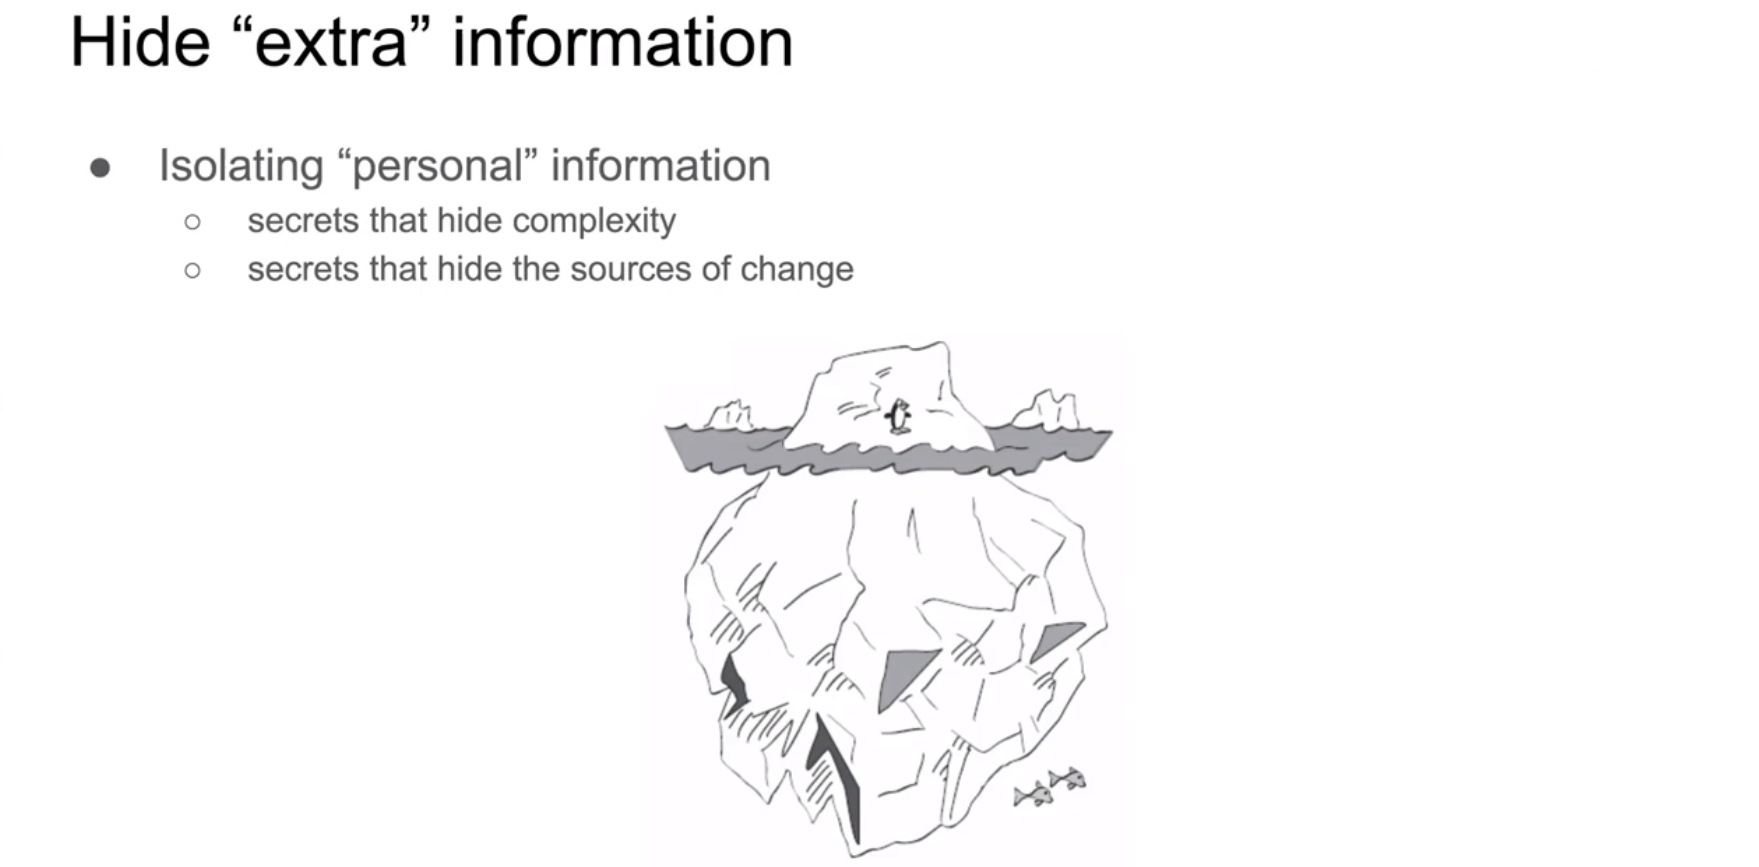 Hide “extra” information
● Isolating “personal” information
○ secrets that hide complexity
○ secrets that hide the sources of change